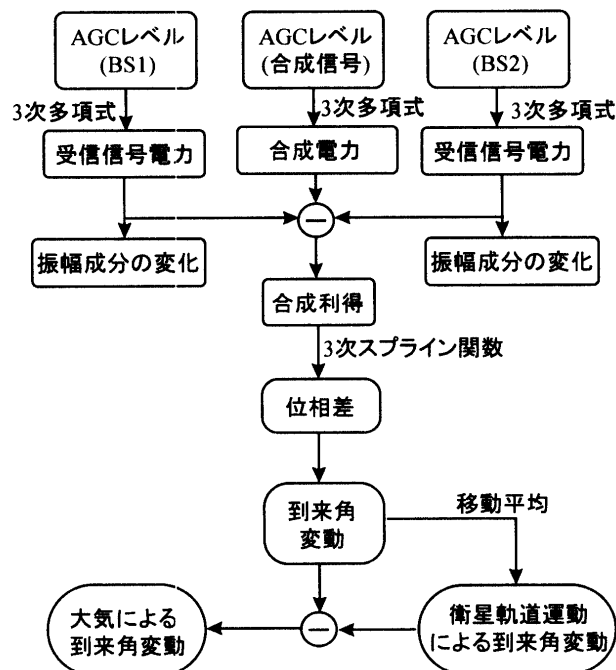 AGCレベル
(BS1)
AGCレベル
(合成信号)
AGCレベル
(BS2)
3次多項式
3次多項式
3次多項式
受信信号電力
合成電力
受信信号電力
振幅成分の変化
振幅成分の変化
合成利得
3次スプライン関数
位相差
到来角
変動
移動平均
大気による
到来角変動
衛星軌道運動
による到来角変動